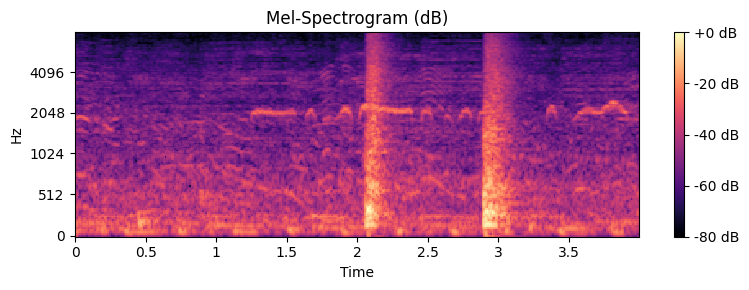 Mel-Spectrogram (dB)
Hz
4096
2048
1024
512
0
0 0.5 1 1.5 2 2.5 3 3.5
Time
+0 dB
-20 dB
-40 dB
-60 dB
-80 dB